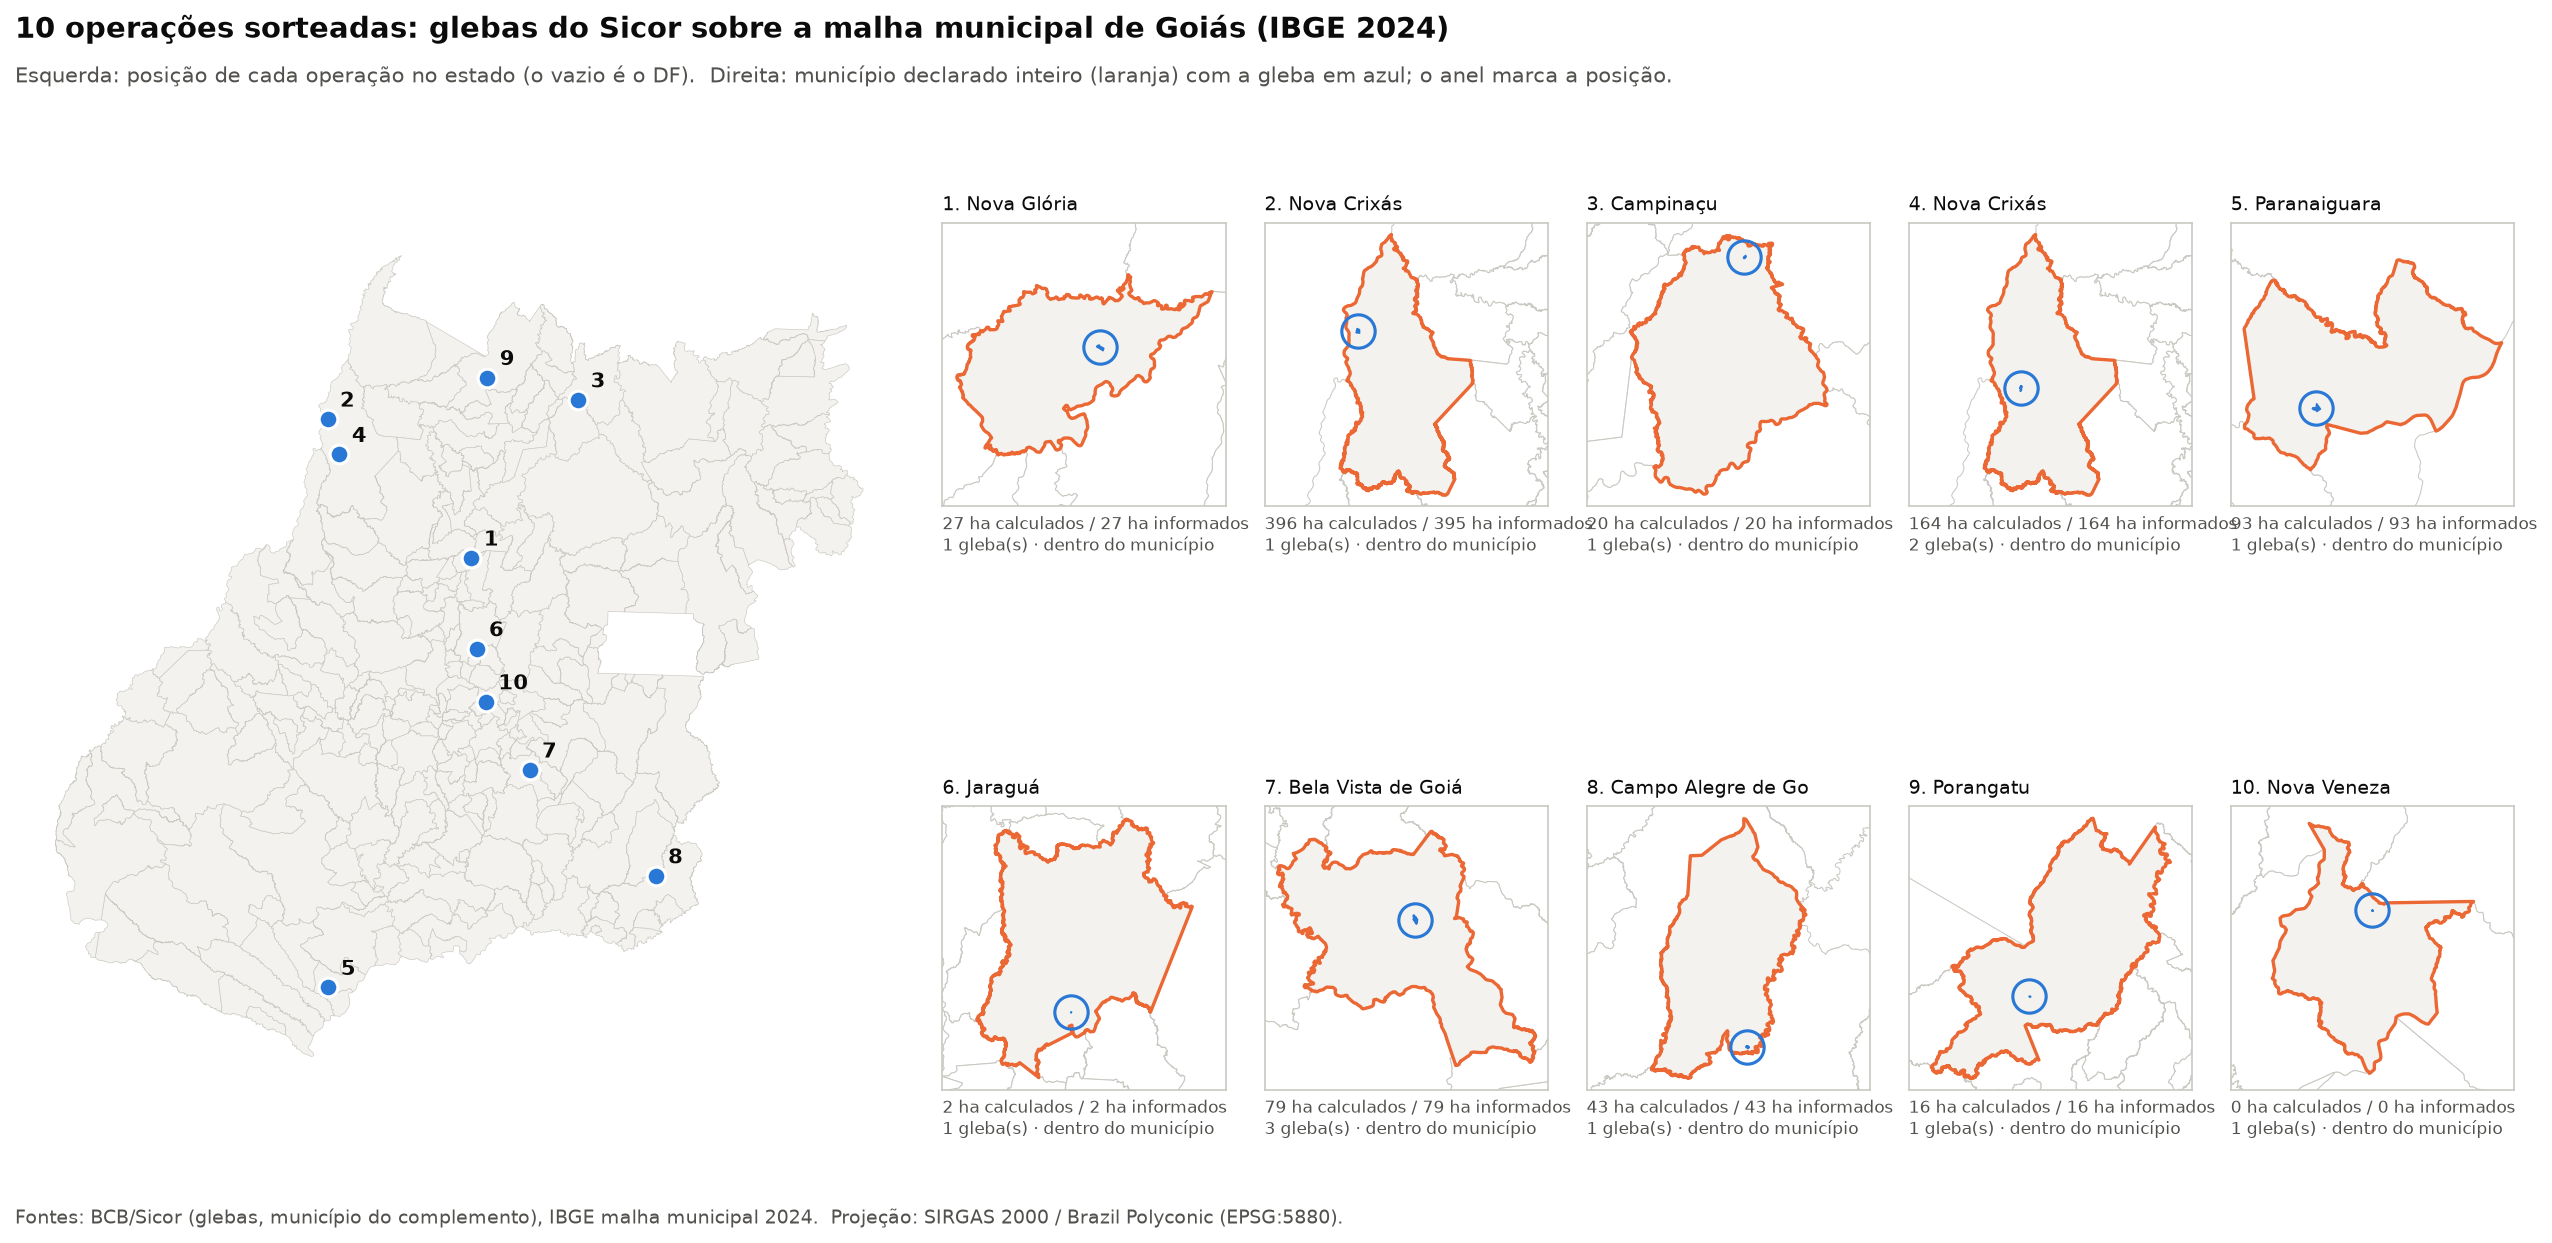 10 operações sorteadas: glebas do Sicor sobre a malha municipal de Goiás (IBGE 2024)
Esquerda: posição de cada operação no estado (o vazio é o DF).  Direita: município declarado inteiro (laranja) com a gleba em azul; o anel marca a posição.
9
3
2
4
1
6
10
7
8
5
1. Nova Glória
27 ha calculados / 27 ha informados
1 gleba(s) · dentro do município
2. Nova Crixás
396 ha calculados / 395 ha informados
1 gleba(s) · dentro do município
3. Campinaçu
20 ha calculados / 20 ha informados
1 gleba(s) · dentro do município
4. Nova Crixás
164 ha calculados / 164 ha informados
2 gleba(s) · dentro do município
5. Paranaiguara
93 ha calculados / 93 ha informados
1 gleba(s) · dentro do município
6. Jaraguá
2 ha calculados / 2 ha informados
1 gleba(s) · dentro do município
7. Bela Vista de Goiá
79 ha calculados / 79 ha informados
3 gleba(s) · dentro do município
8. Campo Alegre de Go
43 ha calculados / 43 ha informados
1 gleba(s) · dentro do município
9. Porangatu
16 ha calculados / 16 ha informados
1 gleba(s) · dentro do município
10. Nova Veneza
0 ha calculados / 0 ha informados
1 gleba(s) · dentro do município
Fontes: BCB/Sicor (glebas, município do complemento), IBGE malha municipal 2024.  Projeção: SIRGAS 2000 / Brazil Polyconic (EPSG:5880).